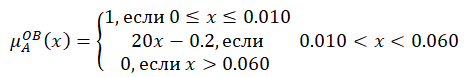 1, если 0 ≤ x ≤ 0.010
μ_A^{OB}(x) = { 20x − 0.2, если 0.010 < x < 0.060
0, если x > 0.060